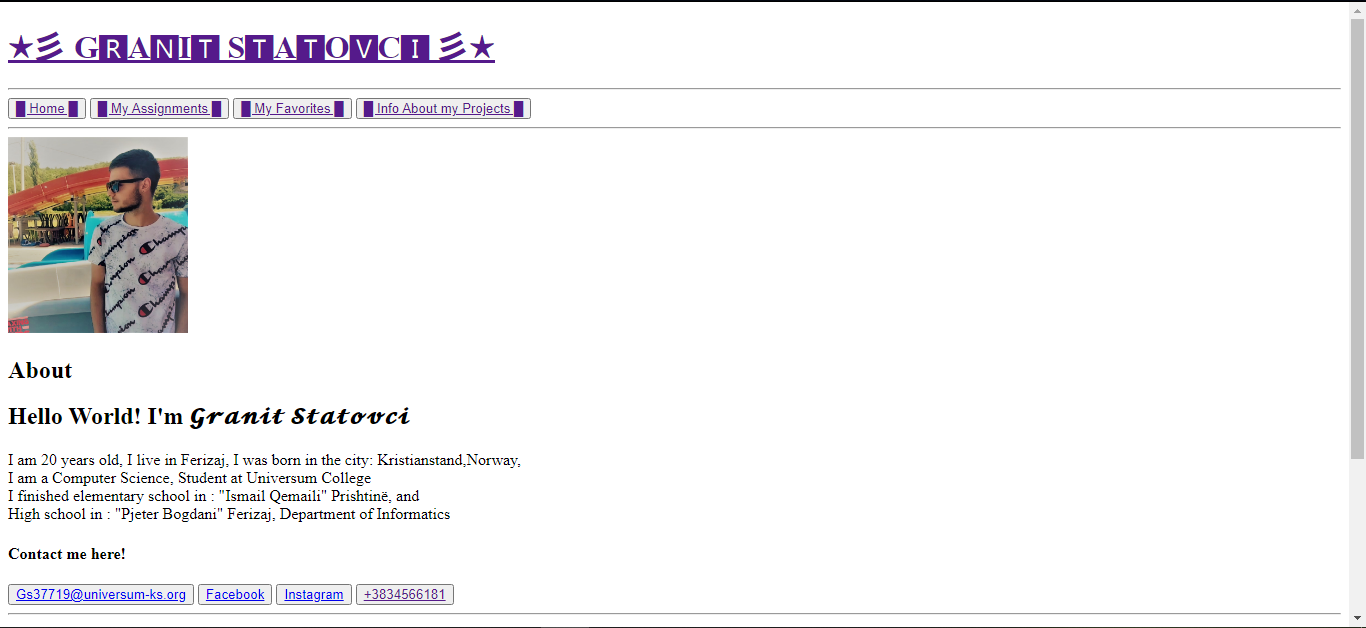 ★彡 G🆁A🅽I🆃 S🆃A🆃O🆅C🅸 彡★
█ Home █ █ My Assignments █ █ My Favorites █ █ Info About my Projects █
Champion
Champion
Champion
About
Hello World! I'm 𝓖𝓻𝓪𝓷𝓲𝓽 𝓢𝓽𝓪𝓽𝓸𝓿𝓬𝓲
I am 20 years old, I live in Ferizaj, I was born in the city: Kristianstand,Norway,
I am a Computer Science, Student at Universum College
I finished elementary school in : "Ismail Qemaili" Prishtinë, and
High school in : "Pjeter Bogdani" Ferizaj, Department of Informatics
Contact me here!
Gs37719@universum-ks.org Facebook Instagram +3834566181